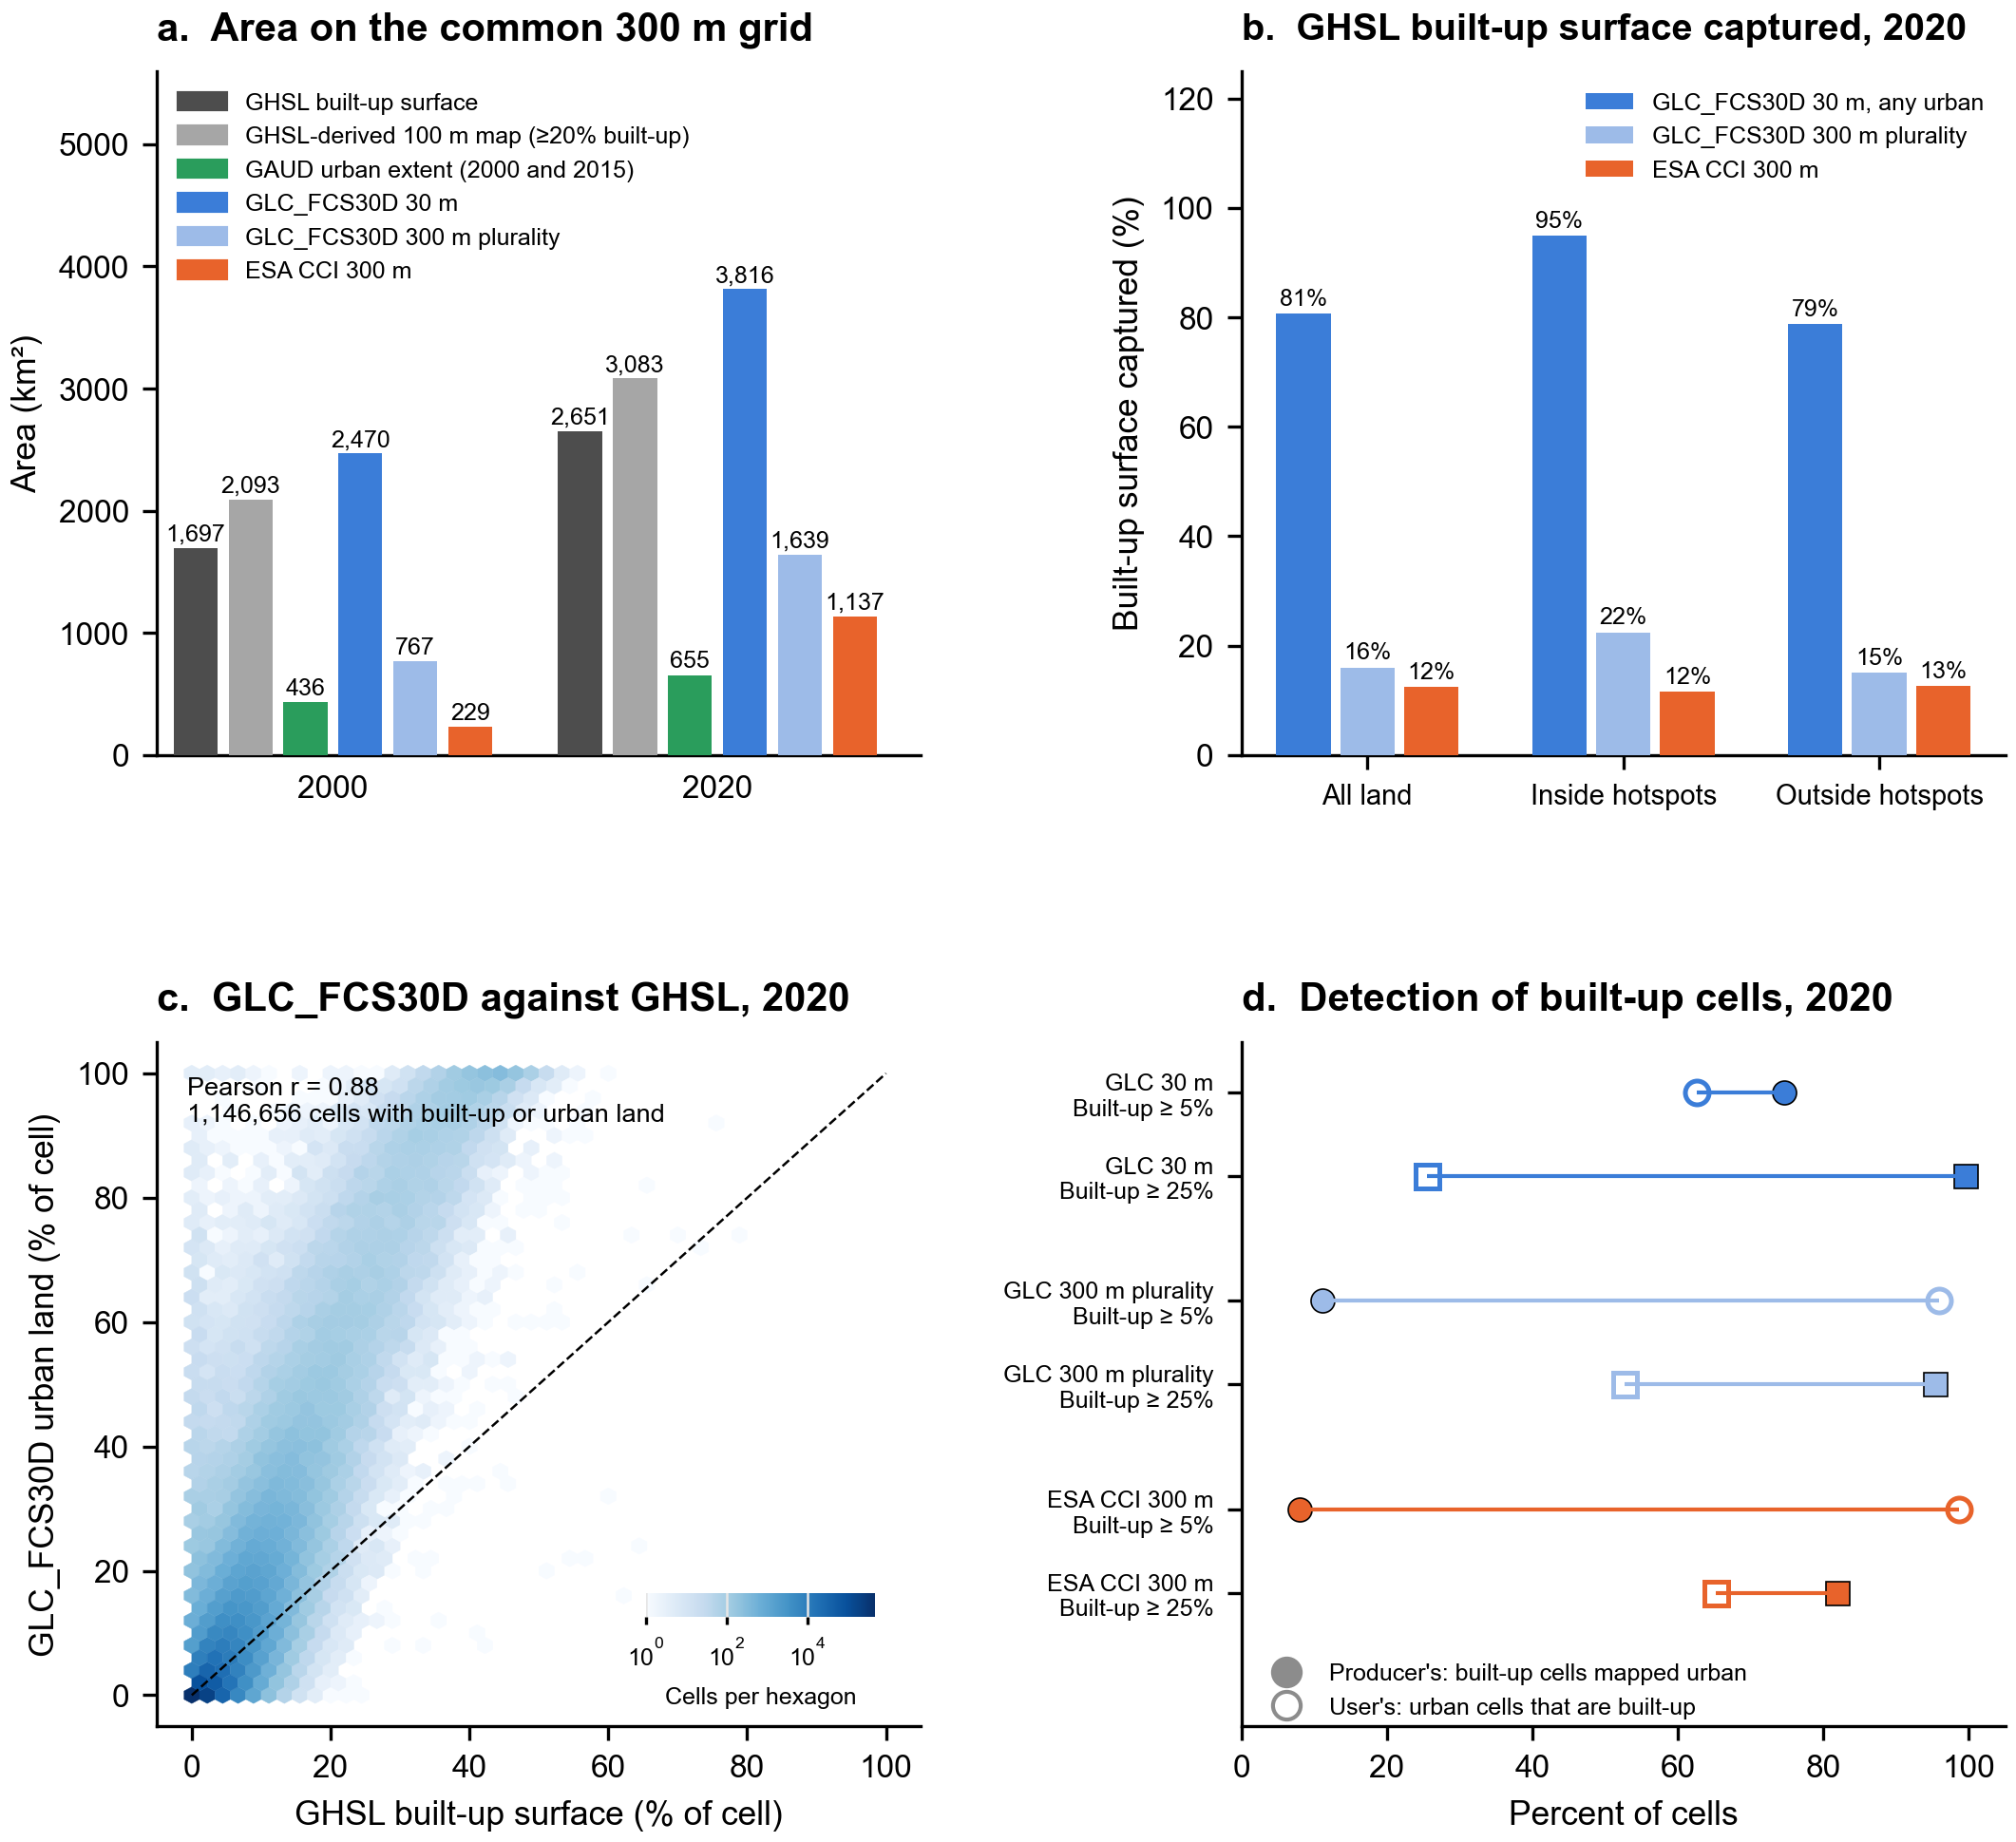 a. Area on the common 300 m grid
GHSL built-up surface
GHSL-derived 100 m map (≥20% built-up)
GAUD urban extent (2000 and 2015)
GLC_FCS30D 30 m
GLC_FCS30D 300 m plurality
ESA CCI 300 m
Area (km²)
5000
4000
3000
2000
1000
0
1,697
2,093
436
2,470
767
229
2,651
3,083
655
3,816
1,639
1,137
2000
2020
b. GHSL built-up surface captured, 2020
GLC_FCS30D 30 m, any urban
GLC_FCS30D 300 m plurality
ESA CCI 300 m
Built-up surface captured (%)
120
100
80
60
40
20
0
81%
16%
12%
95%
22%
12%
79%
15%
13%
All land
Inside hotspots
Outside hotspots
c. GLC_FCS30D against GHSL, 2020
Pearson r = 0.88
1,146,656 cells with built-up or urban land
GLC_FCS30D urban land (% of cell)
100
80
60
40
20
0
10⁰
10²
10⁴
Cells per hexagon
0
20
40
60
80
100
GHSL built-up surface (% of cell)
d. Detection of built-up cells, 2020
GLC 30 m
Built-up ≥ 5%
GLC 30 m
Built-up ≥ 25%
GLC 300 m plurality
Built-up ≥ 5%
GLC 300 m plurality
Built-up ≥ 25%
ESA CCI 300 m
Built-up ≥ 5%
ESA CCI 300 m
Built-up ≥ 25%
Producer's: built-up cells mapped urban
User's: urban cells that are built-up
0
20
40
60
80
100
Percent of cells